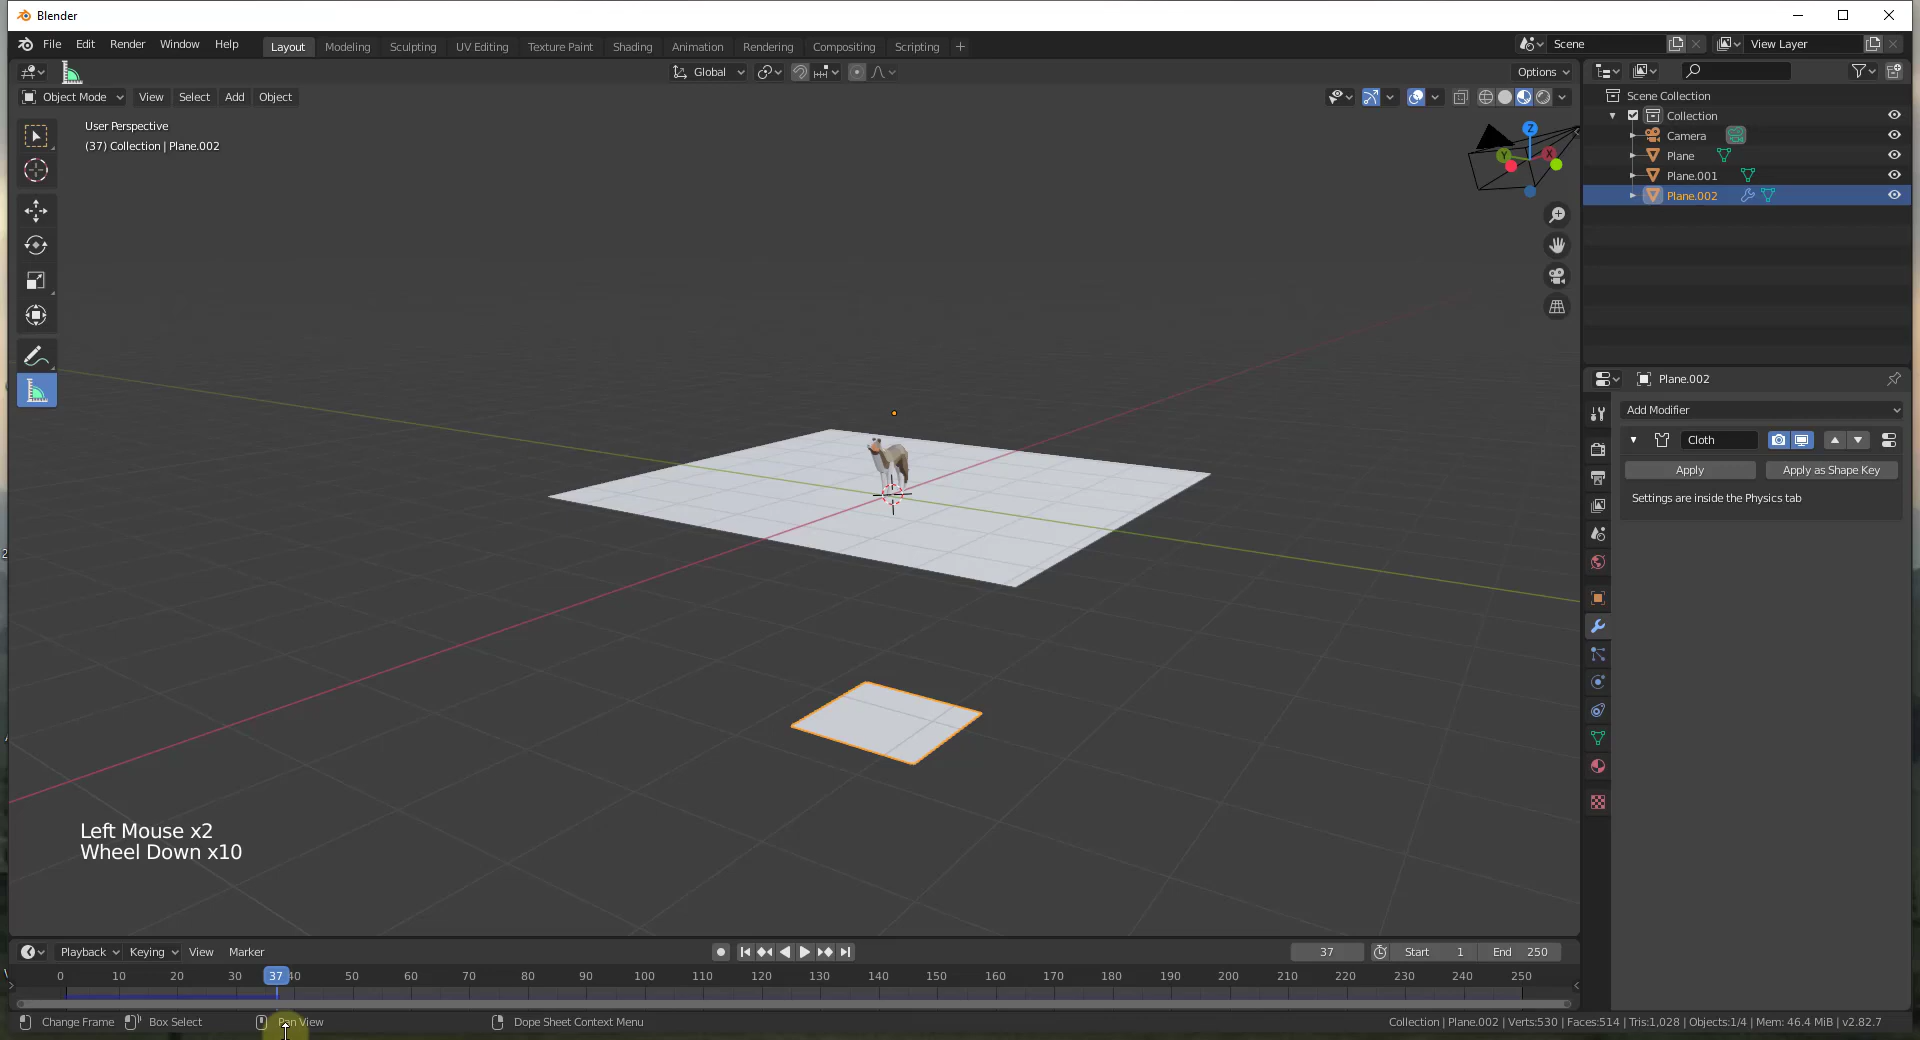 Blender
File Edit Render Window Help Layout Modeling Sculpting UV Editing Texture Paint Shading Animation Rendering Compositing Scripting + Scene View Layer
Global Options
Object Mode View Select Add Object
User Perspective
(37) Collection | Plane.002
Z
Y X
Scene Collection
Collection
Camera
Plane
Plane.001
Plane.002
Plane.002
Add Modifier
Cloth
Apply Apply as Shape Key
Settings are inside the Physics tab
Left Mouse x2
Wheel Down x10
Playback Keying View Marker 37 Start 1 End 250
0 10 20 30 37 40 50 60 70 80 90 100 110 120 130 140 150 160 170 180 190 200 210 220 230 240 250
Change Frame Box Select Pan View Dope Sheet Context Menu Collection | Plane.002 | Verts:530 | Faces:514 | Tris:1,028 | Objects:1/4 | Mem: 46.4 MiB | v2.82.7